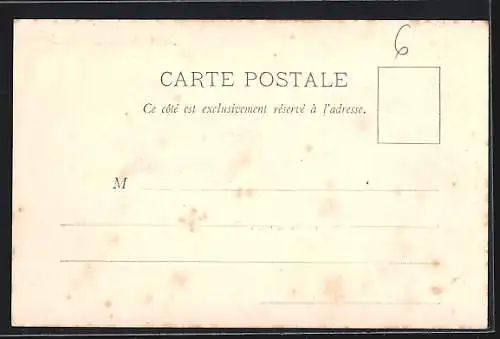 6
CARTE POSTALE
Ce côté est exclusivement réservé à l'adresse.
M